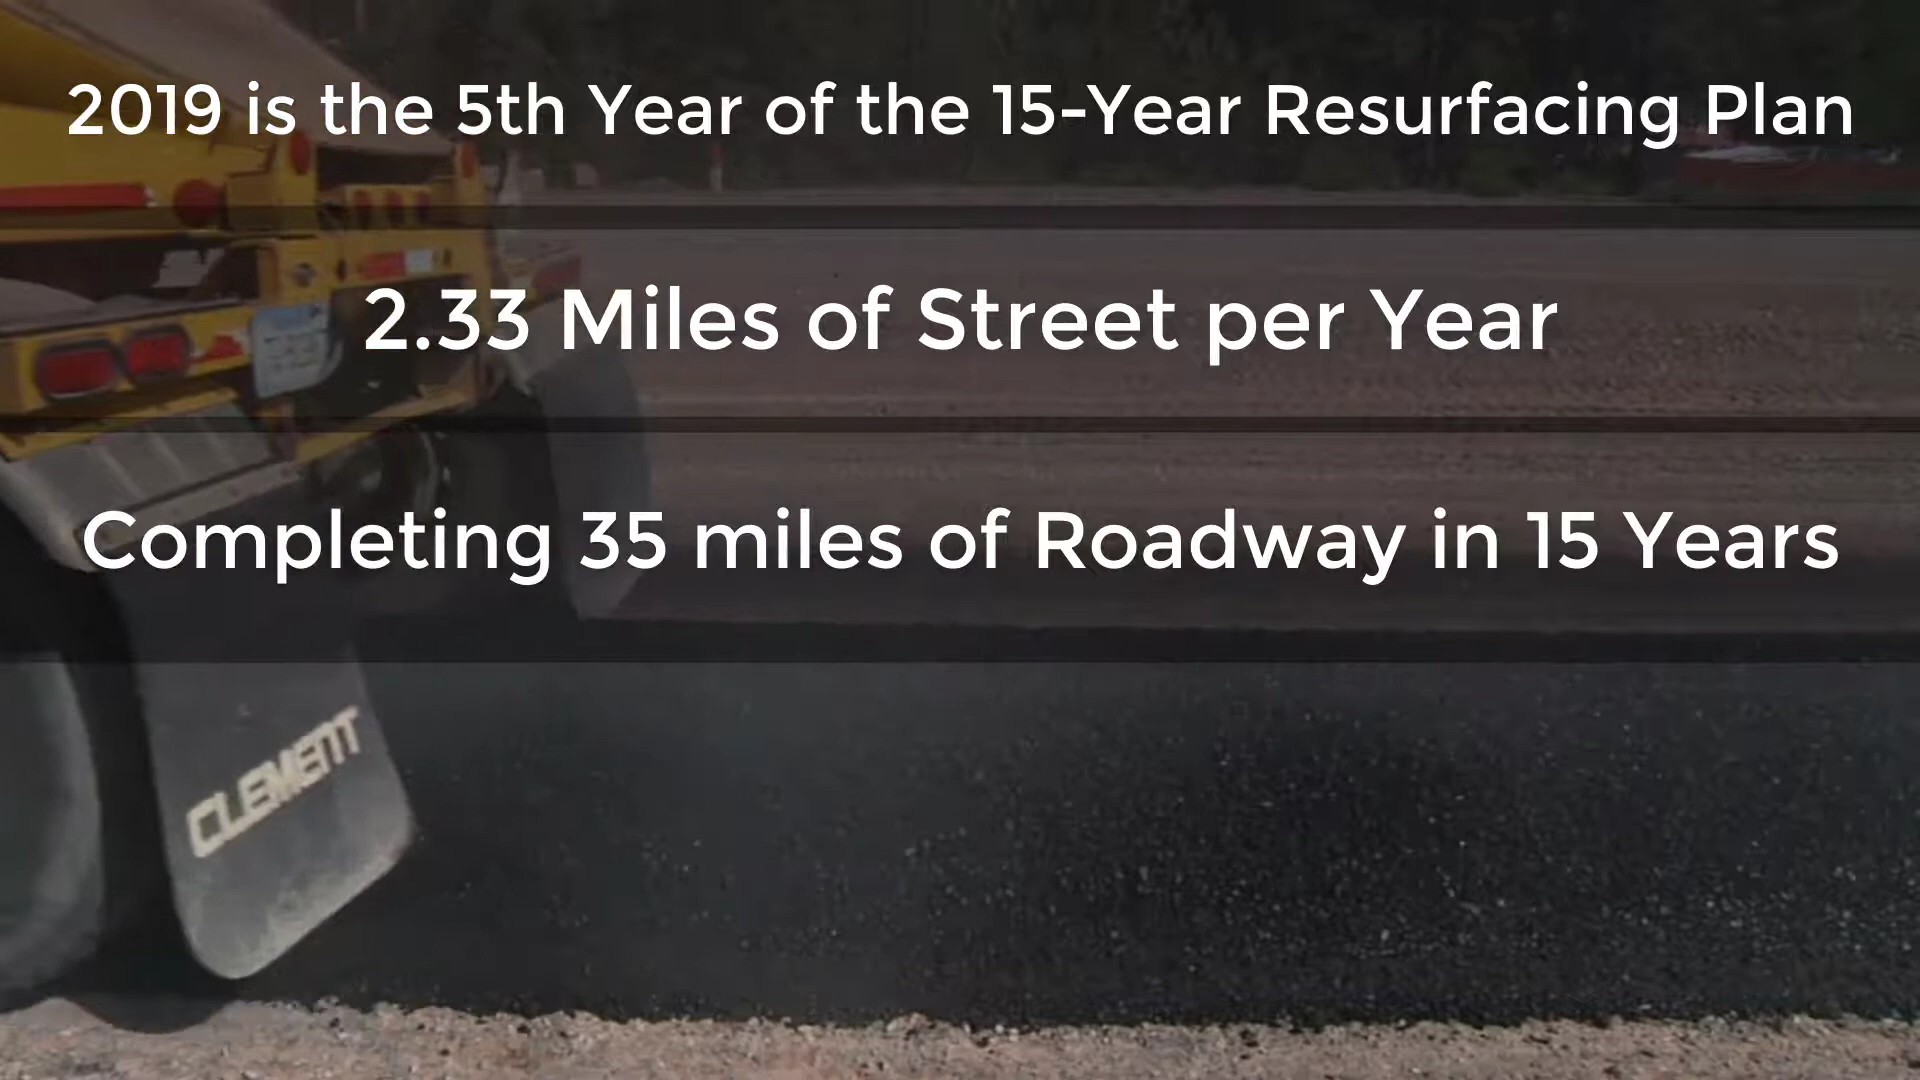 2019 is the 5th Year of the 15-Year Resurfacing Plan
2.33 Miles of Street per Year
Completing 35 miles of Roadway in 15 Years
CLEMENT